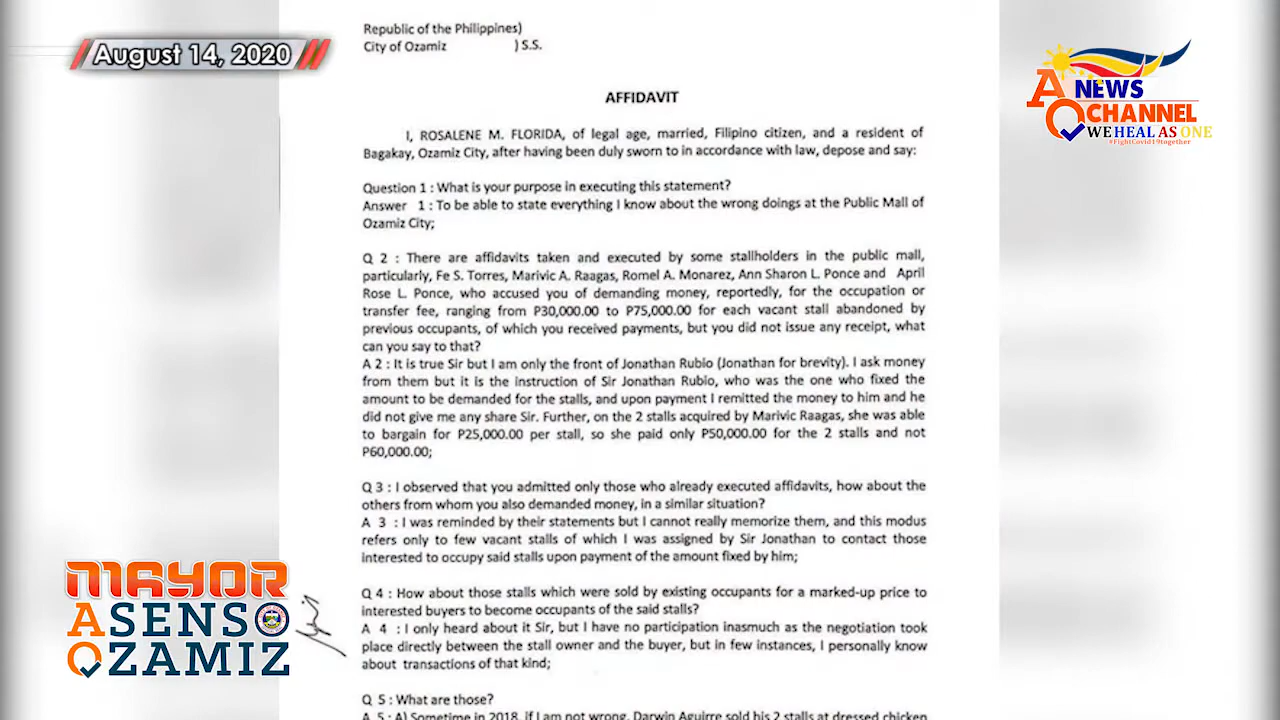 August 14, 2020
A NEWS
Q CHANNEL
WE HEAL AS ONE
#FightCovid19together
Republic of the Philippines)
City of Ozamiz ) S.S.
AFFIDAVIT
I, ROSALENE M. FLORIDA, of legal age, married, Filipino citizen, and a resident of
Bagakay, Ozamiz City, after having been duly sworn to in accordance with law, depose and say:
Question 1 : What is your purpose in executing this statement?
Answer 1 : To be able to state everything I know about the wrong doings at the Public Mall of
Ozamiz City;
Q 2 : There are affidavits taken and executed by some stallholders in the public mall,
particularly, Fe S. Torres, Marivic A. Raagas, Romel A. Monarez, Ann Sharon L. Ponce and April
Rose L. Ponce, who accused you of demanding money, reportedly, for the occupation or
transfer fee, ranging from P30,000.00 to P75,000.00 for each vacant stall abandoned by
previous occupants, of which you received payments, but you did not issue any receipt, what
can you say to that?
A 2 : It is true Sir but I am only the front of Jonathan Rubio (Jonathan for brevity). I ask money
from them but it is the instruction of Sir Jonathan Rubio, who was the one who fixed the
amount to be demanded for the stalls, and upon payment I remitted the money to him and he
did not give me any share Sir. Further, on the 2 stalls acquired by Marivic Raagas, she was able
to bargain for P25,000.00 per stall, so she paid only P50,000.00 for the 2 stalls and not
P60,000.00;
Q 3 : I observed that you admitted only those who already executed affidavits, how about the
others from whom you also demanded money, in a similar situation?
A 3 : I was reminded by their statements but I cannot really memorize them, and this modus
refers only to few vacant stalls of which I was assigned by Sir Jonathan to contact those
interested to occupy said stalls upon payment of the amount fixed by him;
Q 4 : How about those stalls which were sold by existing occupants for a marked-up price to
interested buyers to become occupants of the said stalls?
A 4 : I only heard about it Sir, but I have no participation inasmuch as the negotiation took
place directly between the stall owner and the buyer, but in few instances, I personally know
about transactions of that kind;
Q 5 : What are those?
A 5 : A) Sometime in 2018, if I am not wrong, Darwin Aguirre sold his 2 stalls at dressed chicken
MAYOR
ASENSO
OZAMIZ